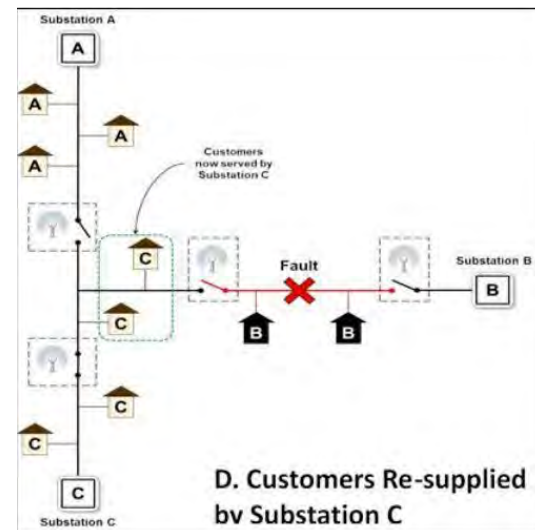 Substation A
A
A
A
A
Customers
now served by
Substation C
C
Fault
Substation B
B
C
B
B
C
C
C
Substation C
D. Customers Re-supplied
by Substation C